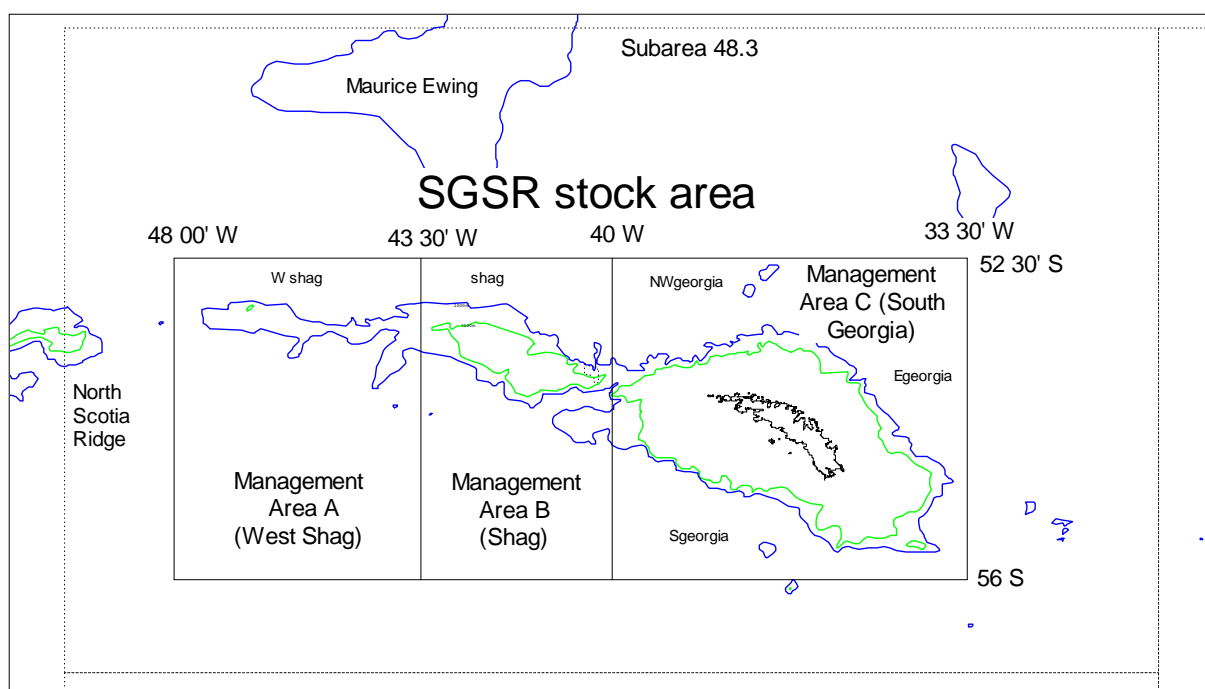 Subarea 48.3
Maurice Ewing
SGSR stock area
48 00' W
43 30' W
40 W
33 30' W
52 30' S
W shag
shag
NWgeorgia
Management
Area C (South
Georgia)
Egeorgia
North
Scotia
Ridge
Management
Area A
(West Shag)
Management
Area B
(Shag)
Sgeorgia
56 S